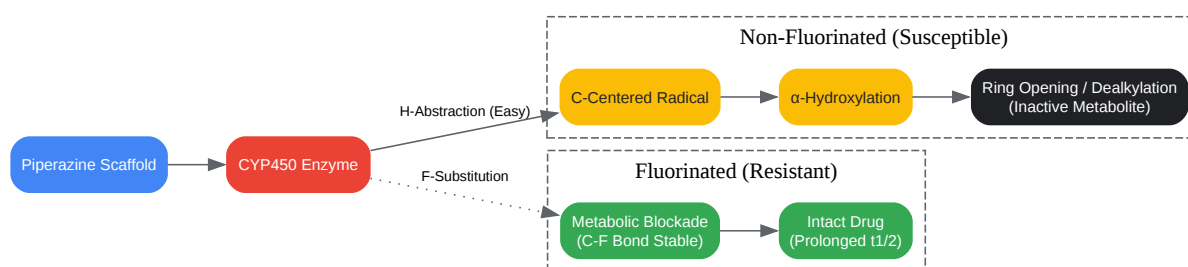 Non-Fluorinated (Susceptible)
C-Centered Radical
α-Hydroxylation
Ring Opening / Dealkylation
(Inactive Metabolite)
H-Abstraction (Easy)
Piperazine Scaffold
CYP450 Enzyme
F-Substitution
Fluorinated (Resistant)
Metabolic Blockade
(C-F Bond Stable)
Intact Drug
(Prolonged t1/2)